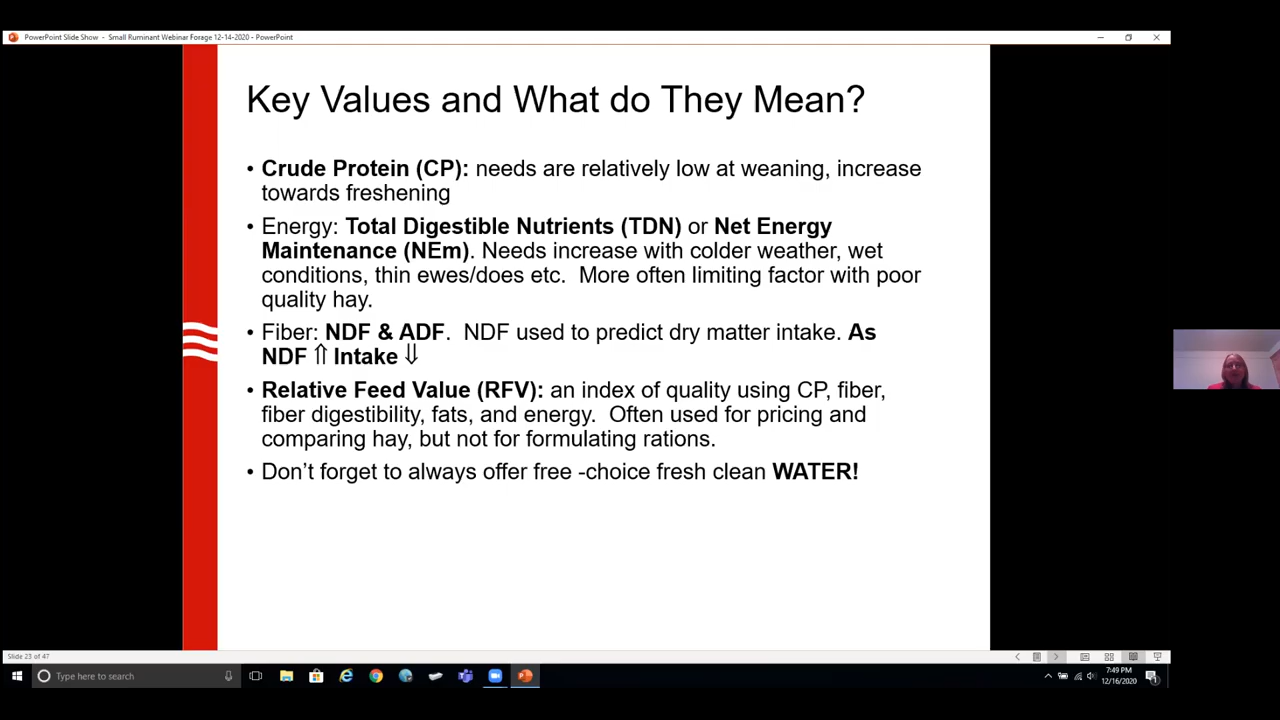 PowerPoint Slide Show - Small Ruminant Webinar Forage 12-14-2020 - PowerPoint
Key Values and What do They Mean?
• Crude Protein (CP): needs are relatively low at weaning, increase
towards freshening
• Energy: Total Digestible Nutrients (TDN) or Net Energy
Maintenance (NEm). Needs increase with colder weather, wet
conditions, thin ewes/does etc. More often limiting factor with poor
quality hay.
• Fiber: NDF & ADF. NDF used to predict dry matter intake. As
NDF ⇑ Intake ⇓
• Relative Feed Value (RFV): an index of quality using CP, fiber,
fiber digestibility, fats, and energy. Often used for pricing and
comparing hay, but not for formulating rations.
• Don't forget to always offer free -choice fresh clean WATER!
Slide 23 of 47
Type here to search
7:49 PM
12/16/2020